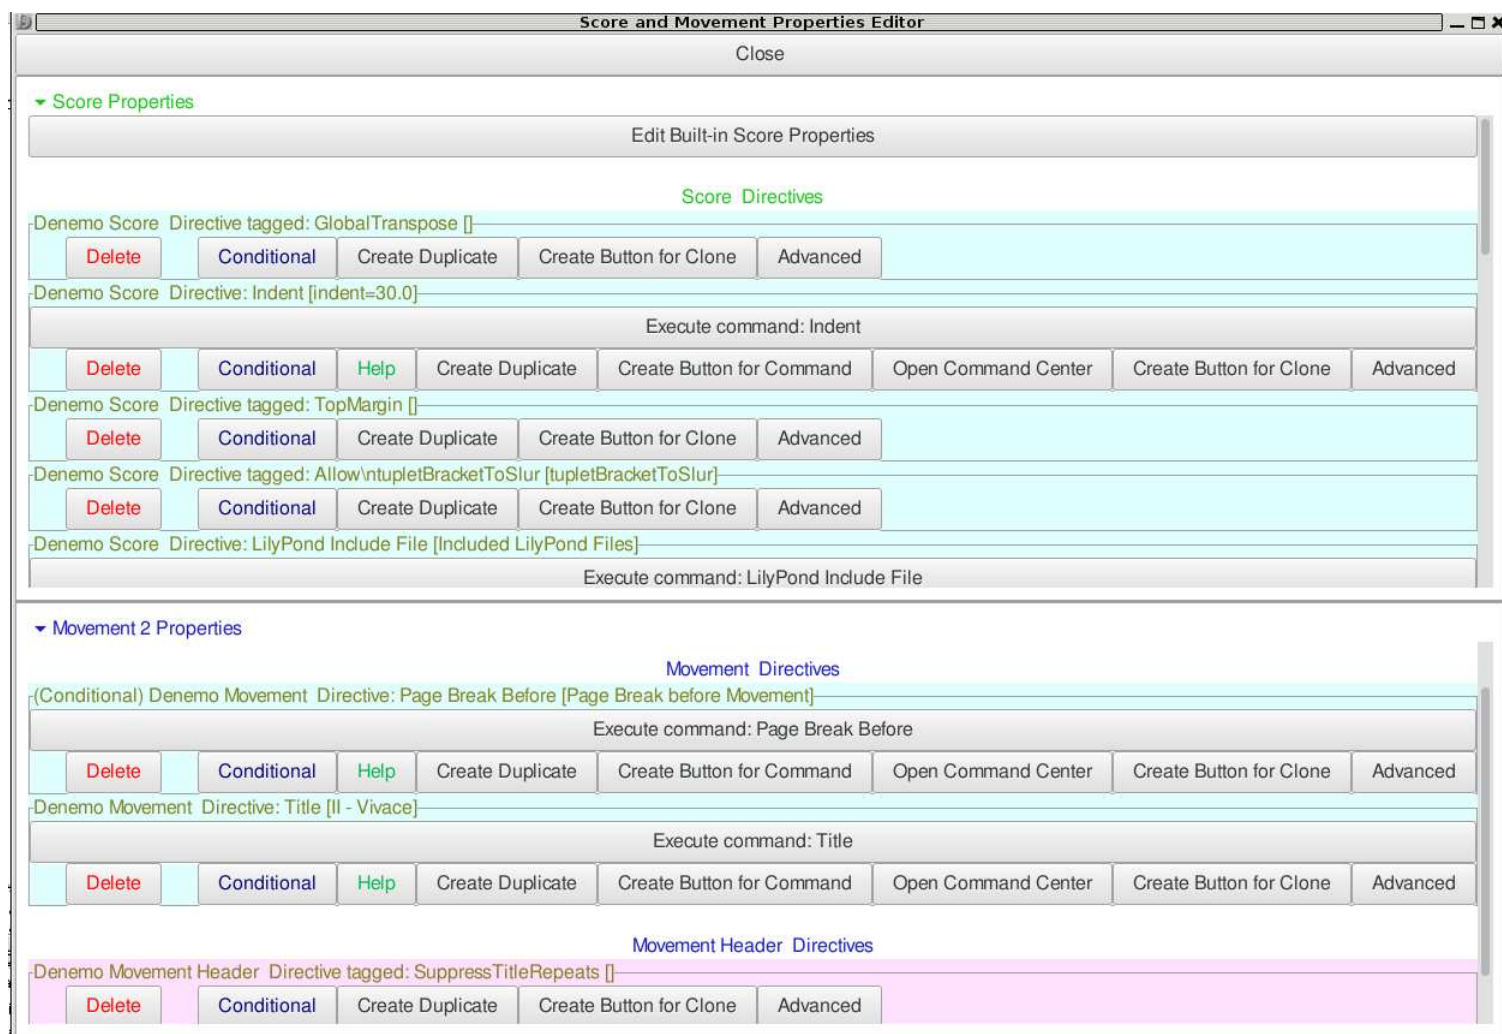 Score and Movement Properties Editor
Close
Score Properties
Edit Built-in Score Properties
Score Directives
Denemo Score Directive tagged: GlobalTranspose []
Delete Conditional Create Duplicate Create Button for Clone Advanced
Denemo Score Directive: Indent [indent=30.0]
Execute command: Indent
Delete Conditional Help Create Duplicate Create Button for Command Open Command Center Create Button for Clone Advanced
Denemo Score Directive tagged: TopMargin []
Delete Conditional Create Duplicate Create Button for Clone Advanced
Denemo Score Directive tagged: Allow\ntupletBracketToSlur [tupletBracketToSlur]
Delete Conditional Create Duplicate Create Button for Clone Advanced
Denemo Score Directive: LilyPond Include File [Included LilyPond Files]
Execute command: LilyPond Include File
Movement 2 Properties
Movement Directives
(Conditional) Denemo Movement Directive: Page Break Before [Page Break before Movement]
Execute command: Page Break Before
Delete Conditional Help Create Duplicate Create Button for Command Open Command Center Create Button for Clone Advanced
Denemo Movement Directive: Title [II - Vivace]
Execute command: Title
Delete Conditional Help Create Duplicate Create Button for Command Open Command Center Create Button for Clone Advanced
Movement Header Directives
Denemo Movement Header Directive tagged: SuppressTitleRepeats []
Delete Conditional Create Duplicate Create Button for Clone Advanced